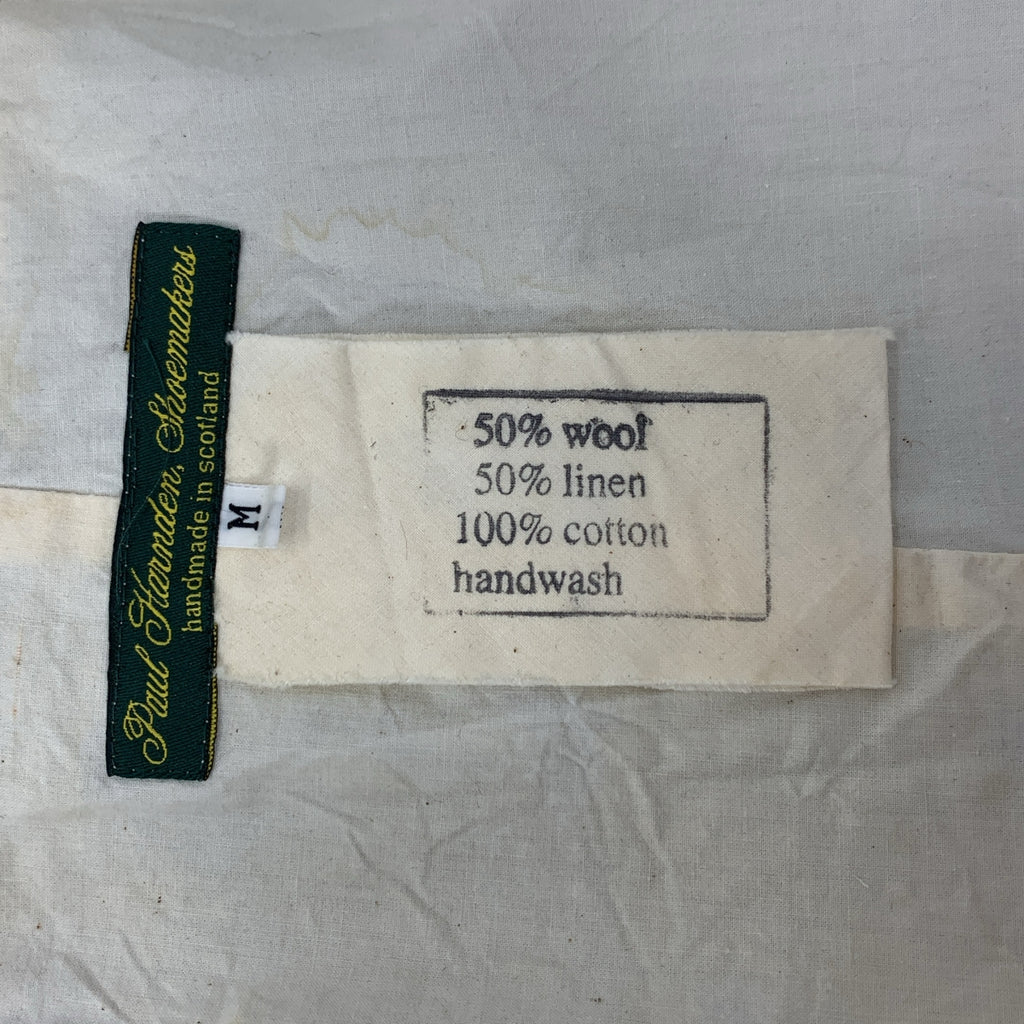 Paul Harnden, Shoemakers
handmade in scotland
M
50% wool
50% linen
100% cotton
handwash